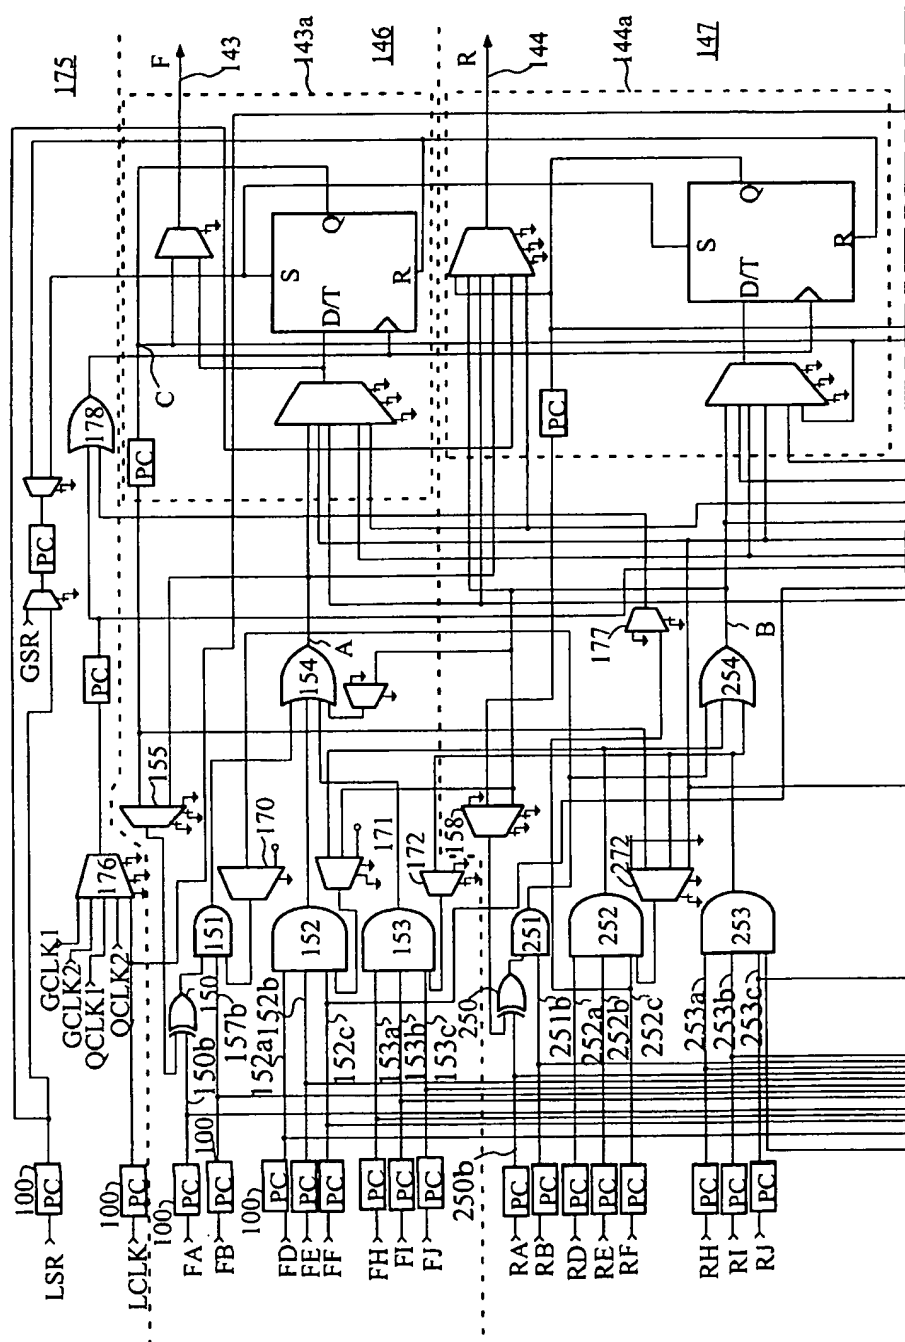 175
F
143
143a
146
R
144
144a
147
C
178
PC
PC
GSR
PC
Q
S
R
D/T
PC
Q
S
R
D/T
A
154
177
B
254
155
176
170
171
172
158
272
GCLK1
GCLK2
QCLK1
QCLK2
151
150
157b
150b
152
152a
152b
152c
153
153a
153b
153c
250
251
251b
252
252a
252b
252c
253
253a
253b
253c
250b
100
PC
LSR
100
PC
LCLK
100
PC
FA
100
PC
FB
100
PC
FD
PC
FE
PC
FF
PC
FH
PC
FI
PC
FJ
PC
RA
PC
RB
PC
RD
PC
RE
PC
RF
PC
RH
PC
RI
PC
RJ